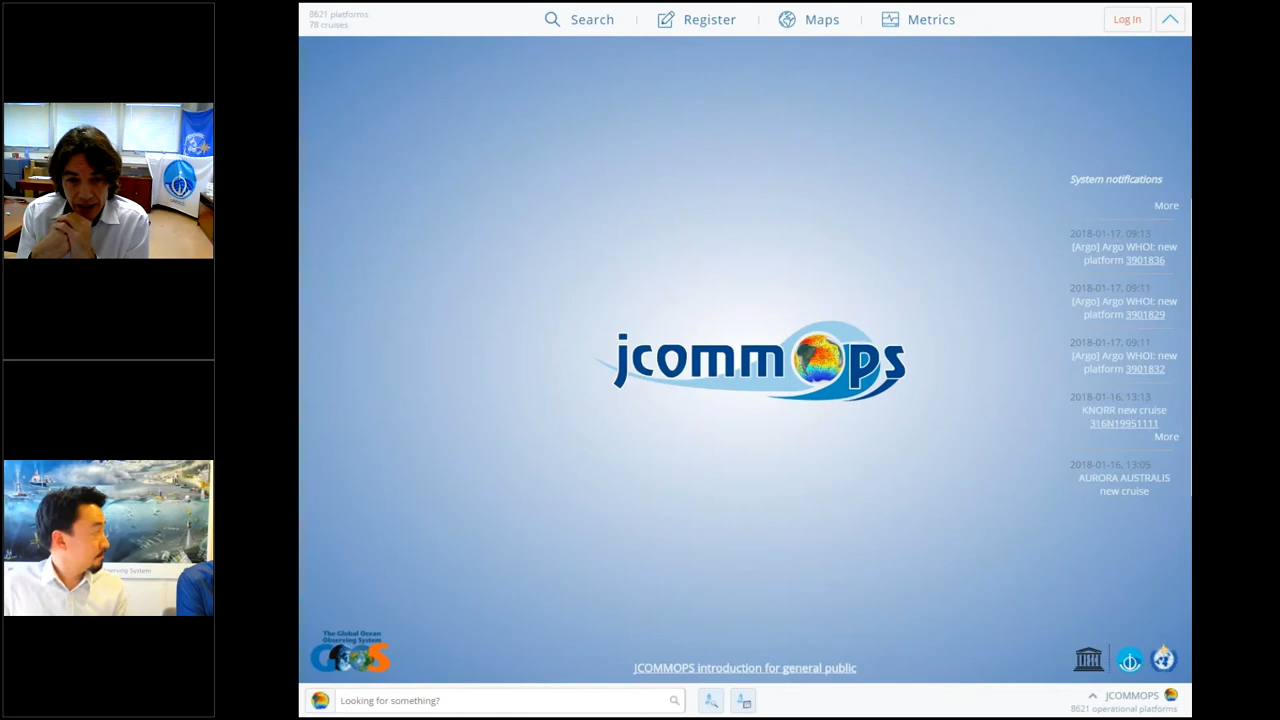 8621 platforms
78 cruises
Search
Register
Maps
Metrics
Log In
System notifications
More
2018-01-17, 09:13
[Argo] Argo WHOI: new
platform 3901836
2018-01-17, 09:11
[Argo] Argo WHOI: new
platform 3901829
2018-01-17, 09:11
[Argo] Argo WHOI: new
platform 3901832
2018-01-16, 13:13
KNORR new cruise
316N19951111
More
2018-01-16, 13:05
AURORA AUSTRALIS
new cruise
jcommops
The Global Ocean
Observing System
GOOS
JCOMMOPS introduction for general public
Looking for something?
JCOMMOPS
8621 operational platforms
erving System